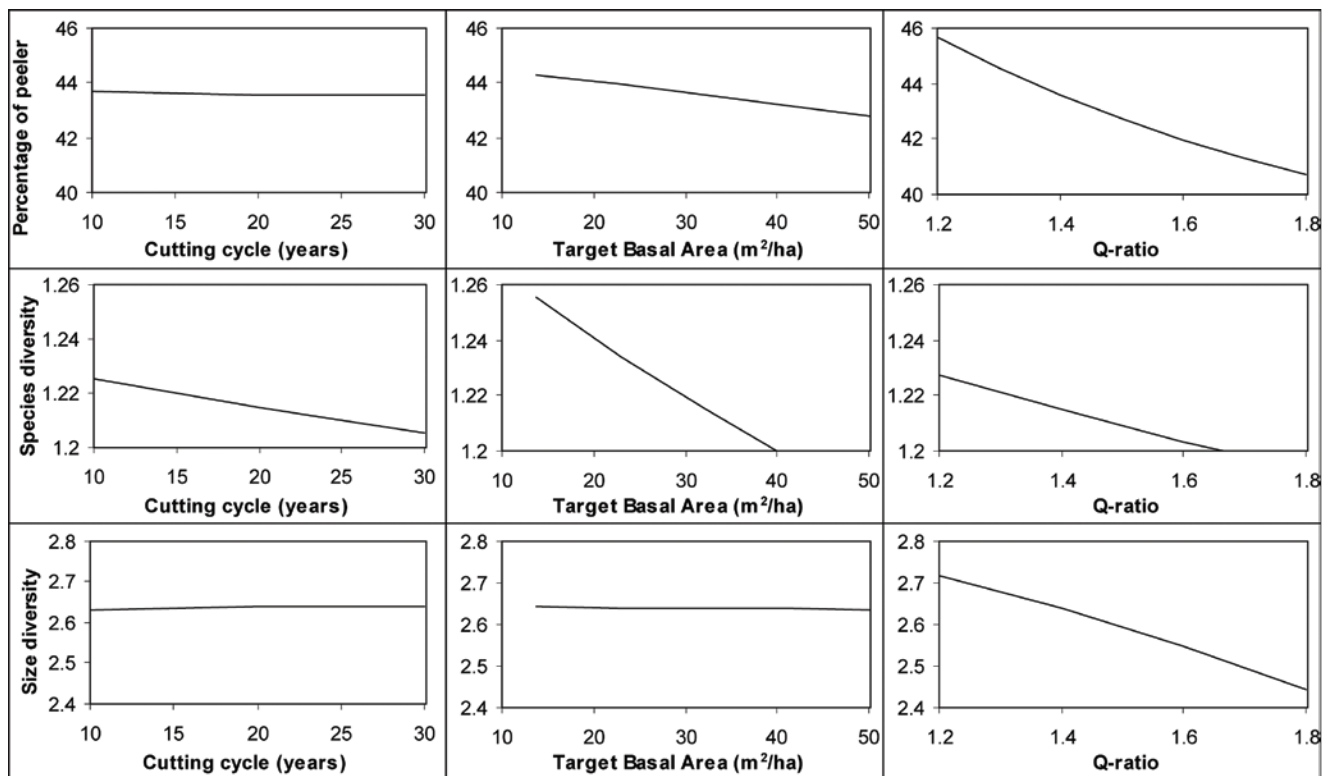 Percentage of peeler
46
44
42
40
10 15 20 25 30
Cutting cycle (years)
46
44
42
40
10 20 30 40 50
Target Basal Area (m²/ha)
46
44
42
40
1.2 1.4 1.6 1.8
Q-ratio
Species diversity
1.26
1.24
1.22
1.2
10 15 20 25 30
Cutting cycle (years)
1.26
1.24
1.22
1.2
10 20 30 40 50
Target Basal Area (m²/ha)
1.26
1.24
1.22
1.2
1.2 1.4 1.6 1.8
Q-ratio
Size diversity
2.8
2.7
2.6
2.5
2.4
10 15 20 25 30
Cutting cycle (years)
2.8
2.7
2.6
2.5
2.4
10 20 30 40 50
Target Basal Area (m²/ha)
2.8
2.7
2.6
2.5
2.4
1.2 1.4 1.6 1.8
Q-ratio